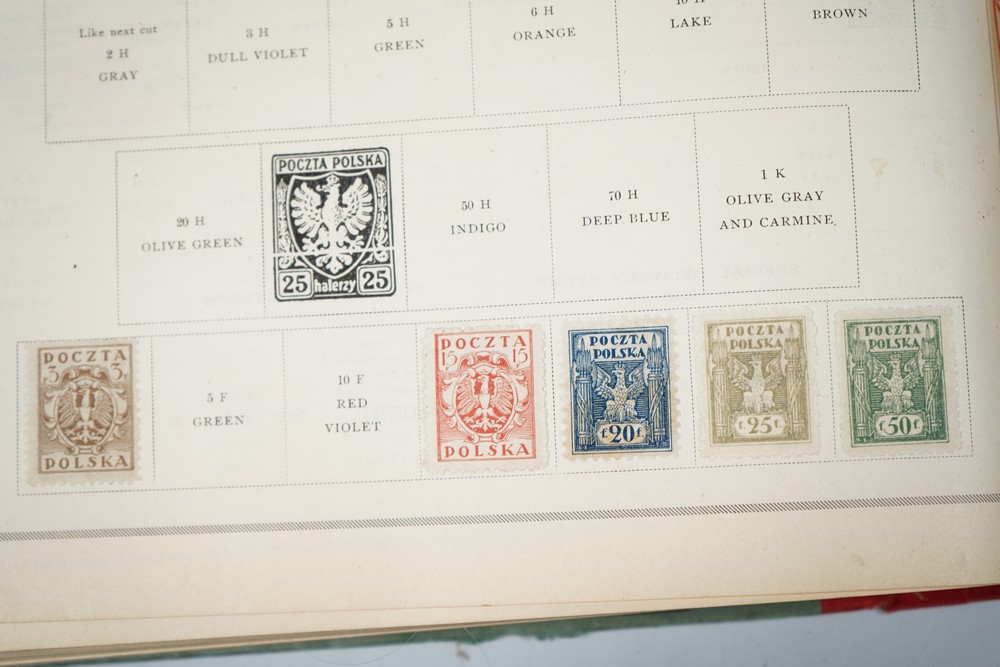 Like next cut
2 H
GRAY
3 H
DULL VIOLET
5 H
GREEN
6 H
ORANGE
10 H
LAKE
BROWN
20 H
OLIVE GREEN
POCZTA POLSKA
25 halerzy 25
50 H
INDIGO
70 H
DEEP BLUE
1 K
OLIVE GRAY
AND CARMINE.
POCZTA
3 3
POLSKA
5 F
GREEN
10 F
RED
VIOLET
POCZTA
15 15
POLSKA
POCZTA
POLSKA
f. 20 f.
POCZTA
POLSKA
f. 25 f.
POCZTA
POLSKA
f. 50 f.